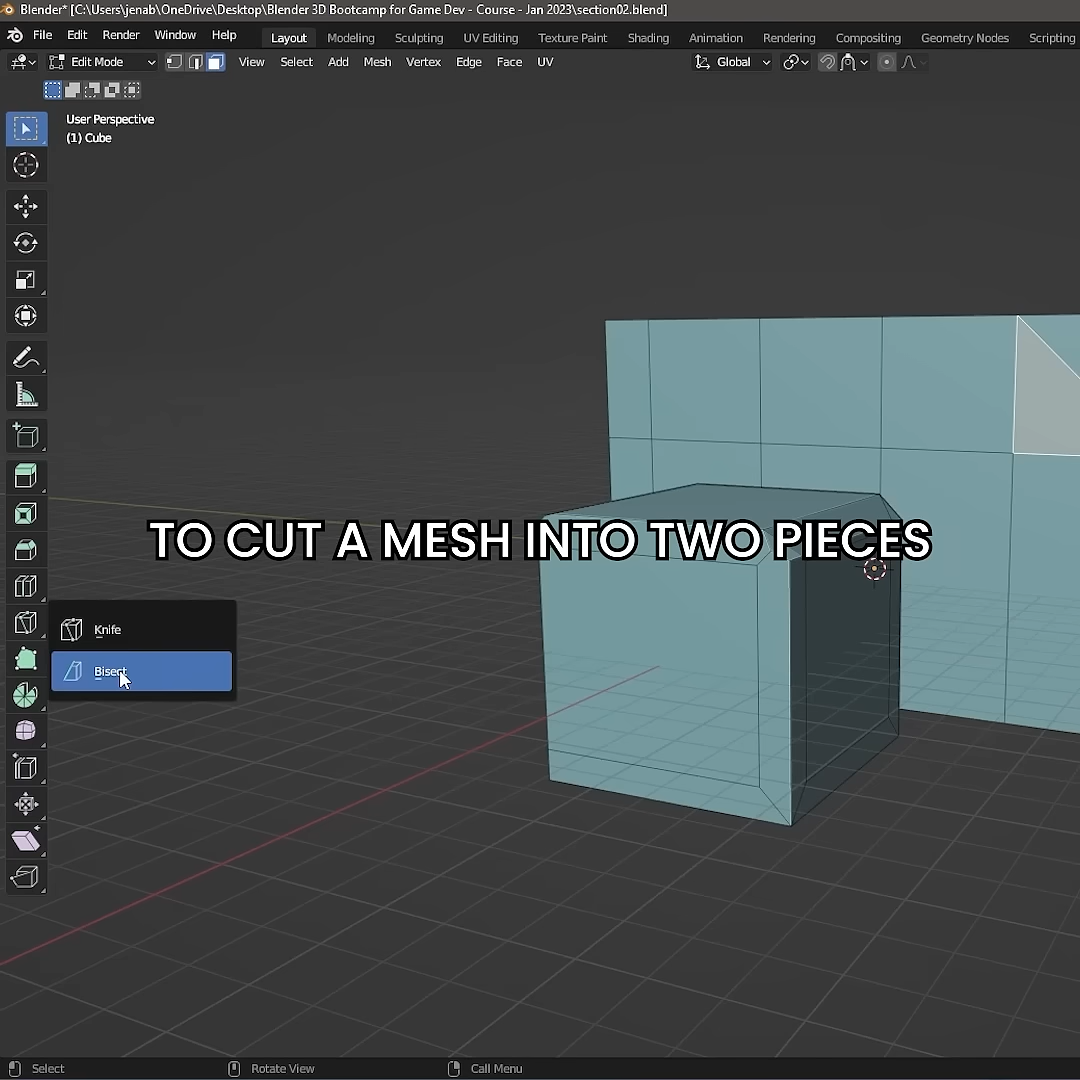 Blender* [C:\Users\jenab\OneDrive\Desktop\Blender 3D Bootcamp for Game Dev - Course - Jan 2023\section02.blend]
File Edit Render Window Help Layout Modeling Sculpting UV Editing Texture Paint Shading Animation Rendering Compositing Geometry Nodes Scripting
Edit Mode View Select Add Mesh Vertex Edge Face UV Global
User Perspective
(1) Cube
TO CUT A MESH INTO TWO PIECES
Knife
Bisect
Select Rotate View Call Menu